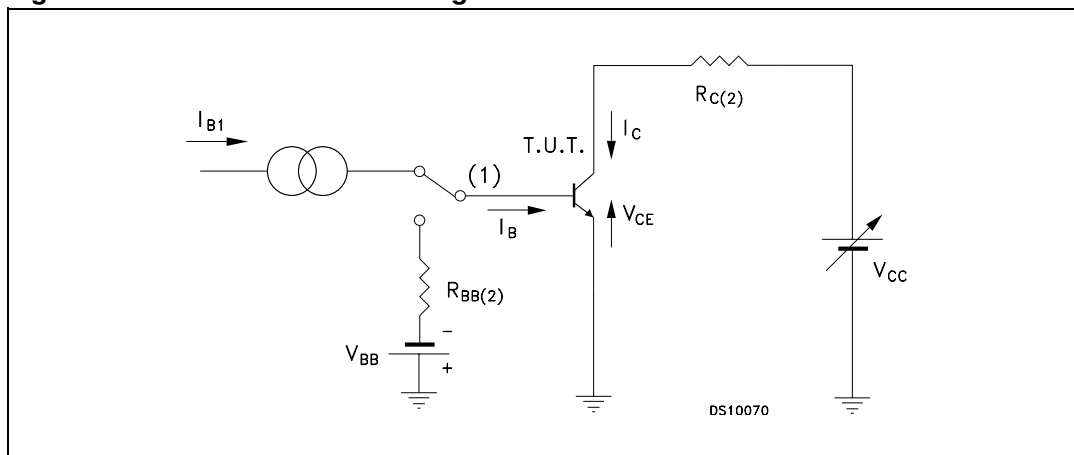 R_C(2)
I_B1
I_C
T.U.T.
(1)
I_B
V_CE
V_CC
R_BB(2)
V_BB
-
+
DS10070